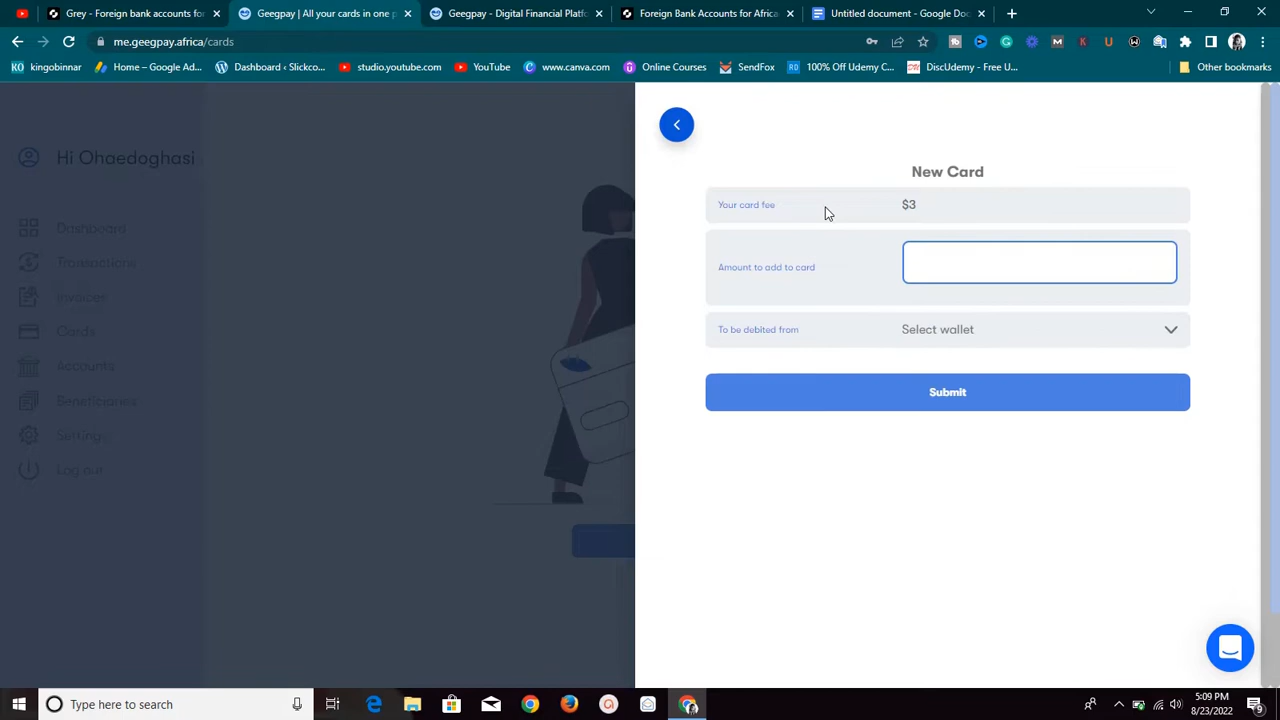 Grey - Foreign bank accounts for
Geegpay | All your cards in one p
Geegpay - Digital Financial Platfo
Foreign Bank Accounts for Africa
Untitled document - Google Doc
me.geegpay.africa/cards
kingobinnar
Home – Google Ad...
Dashboard ‹ Slickco...
studio.youtube.com
YouTube
www.canva.com
Online Courses
SendFox
100% Off Udemy C...
DiscUdemy - Free U...
Other bookmarks
Hi Ohaedoghasi
Dashboard
Transactions
Invoices
Cards
Accounts
Beneficiaries
Settings
Log out
New Card
Your card fee $3
Amount to add to card
To be debited from Select wallet
Submit
Type here to search
5:09 PM
8/23/2022